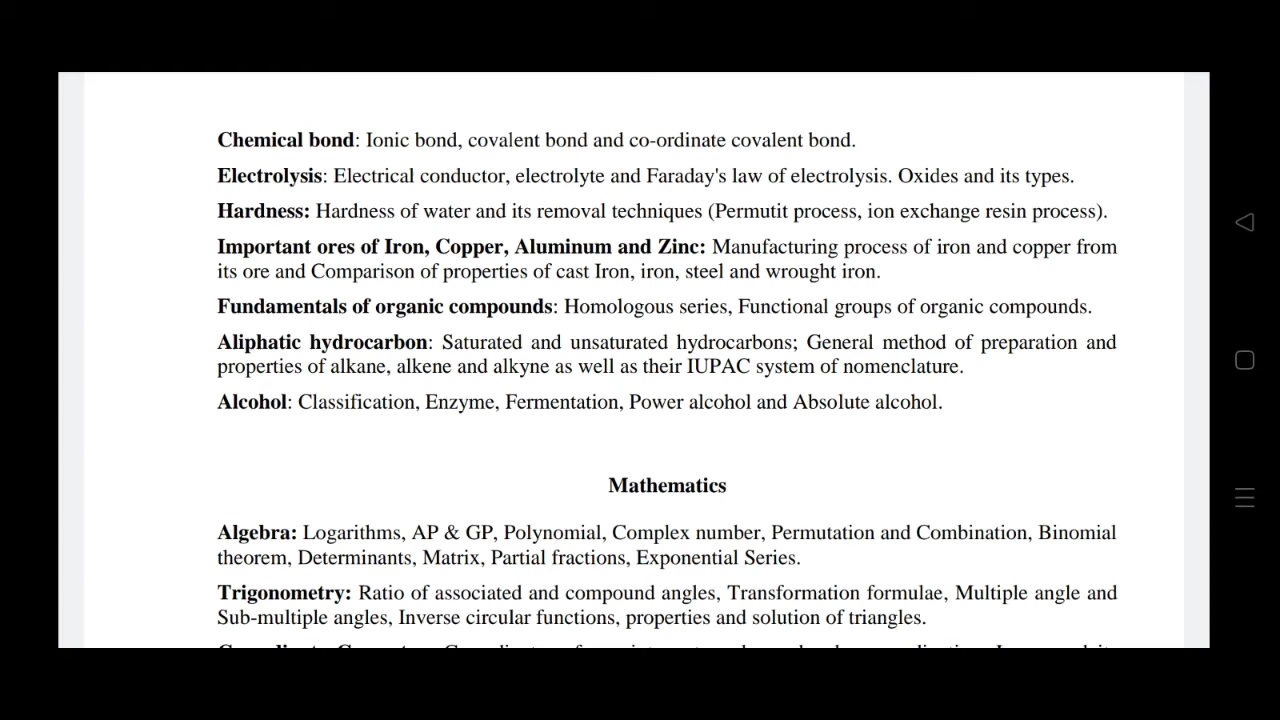 Chemical bond: Ionic bond, covalent bond and co-ordinate covalent bond.
Electrolysis: Electrical conductor, electrolyte and Faraday's law of electrolysis. Oxides and its types.
Hardness: Hardness of water and its removal techniques (Permutit process, ion exchange resin process).
Important ores of Iron, Copper, Aluminum and Zinc: Manufacturing process of iron and copper from
its ore and Comparison of properties of cast Iron, iron, steel and wrought iron.
Fundamentals of organic compounds: Homologous series, Functional groups of organic compounds.
Aliphatic hydrocarbon: Saturated and unsaturated hydrocarbons; General method of preparation and
properties of alkane, alkene and alkyne as well as their IUPAC system of nomenclature.
Alcohol: Classification, Enzyme, Fermentation, Power alcohol and Absolute alcohol.
Mathematics
Algebra: Logarithms, AP & GP, Polynomial, Complex number, Permutation and Combination, Binomial
theorem, Determinants, Matrix, Partial fractions, Exponential Series.
Trigonometry: Ratio of associated and compound angles, Transformation formulae, Multiple angle and
Sub-multiple angles, Inverse circular functions, properties and solution of triangles.